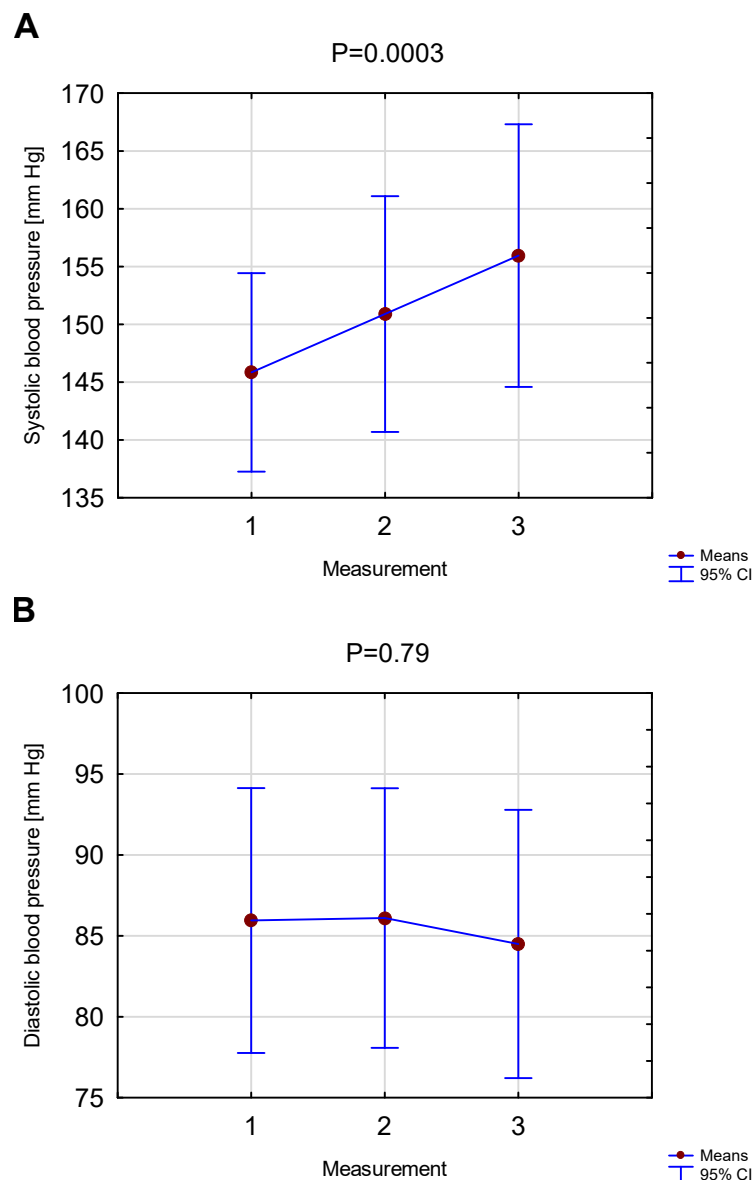 A
P=0.0003
Systolic blood pressure [mm Hg]
170
165
160
155
150
145
140
135
1 2 3
Measurement
Means
95% CI
B
P=0.79
Diastolic blood pressure [mm Hg]
100
95
90
85
80
75
1 2 3
Measurement
Means
95% CI